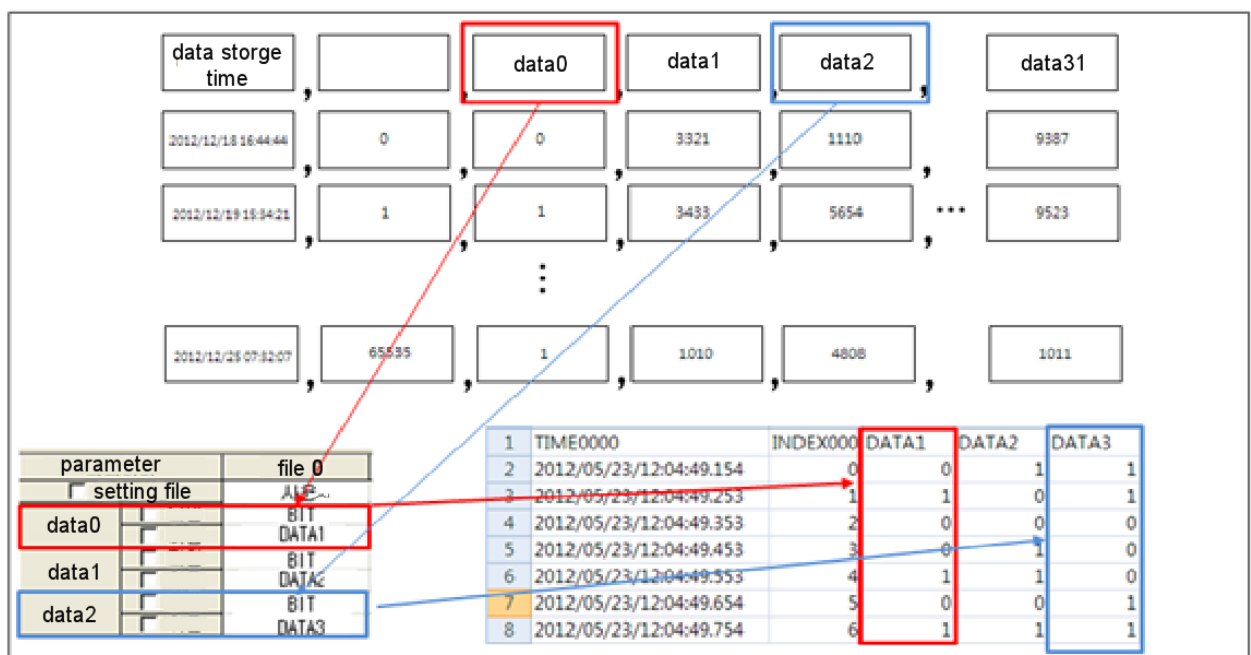 data storge
time
data0
data1
data2
data31
2012/12/18 16:44:44 , 0 , 0 , 3321 , 1110 , 9387
2012/12/19 15:34:21 , 1 , 1 , 3433 , 5654 , ... 9523
2012/12/25 07:32:07 , 65535 , 1 , 1010 , 4808 , 1011
parameter file 0
setting file
data0 BIT
DATA1
data1 BIT
DATA2
data2 BIT
DATA3
1 TIME0000 INDEX000 DATA1 DATA2 DATA3
2 2012/05/23/12:04:49.154 0 0 1 1
3 2012/05/23/12:04:49.253 1 1 0 1
4 2012/05/23/12:04:49.353 2 0 0 0
5 2012/05/23/12:04:49.453 3 0 1 0
6 2012/05/23/12:04:49.553 4 1 1 0
7 2012/05/23/12:04:49.654 5 0 0 1
8 2012/05/23/12:04:49.754 6 1 1 1